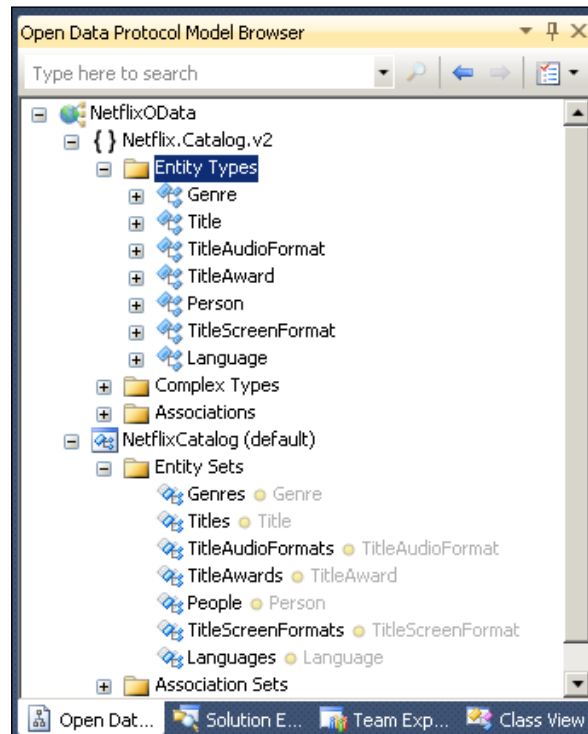 Open Data Protocol Model Browser
Type here to search
NetflixOData
{ } Netflix.Catalog.v2
Entity Types
Genre
Title
TitleAudioFormat
TitleAward
Person
TitleScreenFormat
Language
Complex Types
Associations
NetflixCatalog (default)
Entity Sets
Genres Genre
Titles Title
TitleAudioFormats TitleAudioFormat
TitleAwards TitleAward
People Person
TitleScreenFormats TitleScreenFormat
Languages Language
Association Sets
Open Dat... Solution E... Team Exp... Class View